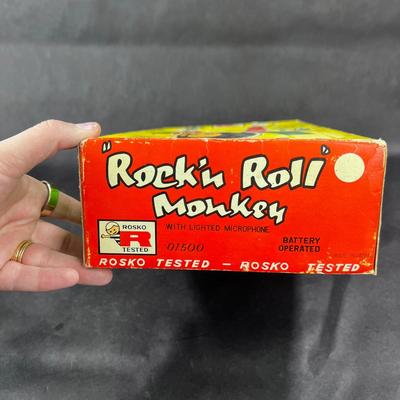 "Rock'n Roll"
Monkey
WITH LIGHTED MICROPHONE
ROSKO
R
TESTED
01500
BATTERY
OPERATED
ROSKO TESTED – ROSKO TESTED